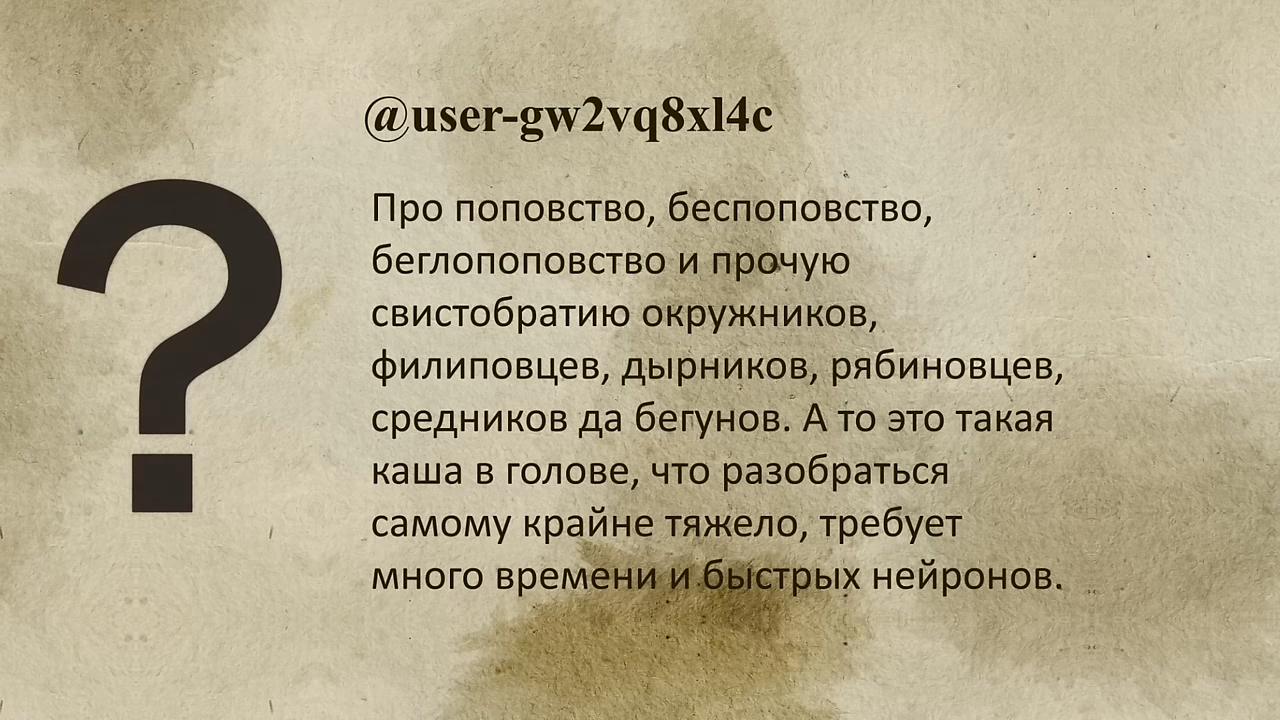 @user-gw2vq8xl4c
?
Про поповство, беспоповство,
беглопоповство и прочую
свистобратию окружников,
филиповцев, дырников, рябиновцев,
средников да бегунов. А то это такая
каша в голове, что разобраться
самому крайне тяжело, требует
много времени и быстрых нейронов.